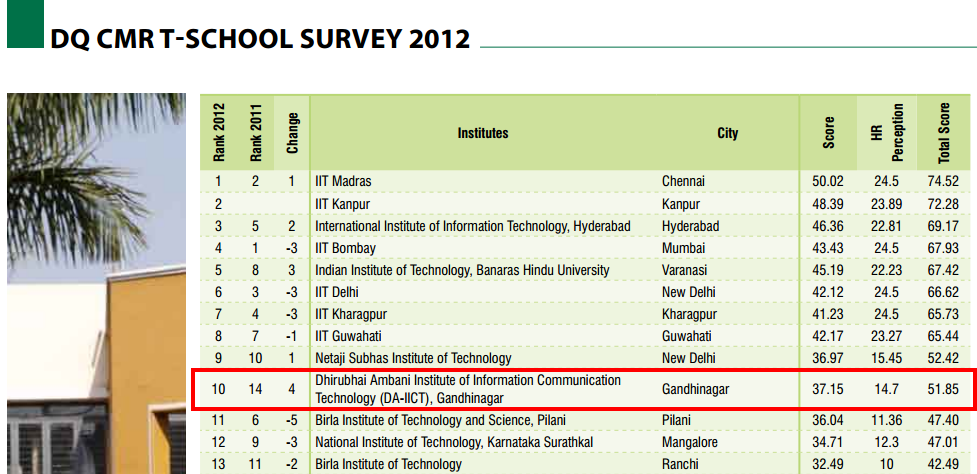 DQ CMR T-SCHOOL SURVEY 2012
Rank 2012 Rank 2011 Change Institutes City Score HR Perception Total Score
1 2 1 IIT Madras Chennai 50.02 24.5 74.52
2 IIT Kanpur Kanpur 48.39 23.89 72.28
3 5 2 International Institute of Information Technology, Hyderabad Hyderabad 46.36 22.81 69.17
4 1 -3 IIT Bombay Mumbai 43.43 24.5 67.93
5 8 3 Indian Institute of Technology, Banaras Hindu University Varanasi 45.19 22.23 67.42
6 3 -3 IIT Delhi New Delhi 42.12 24.5 66.62
7 4 -3 IIT Kharagpur Kharagpur 41.23 24.5 65.73
8 7 -1 IIT Guwahati Guwahati 42.17 23.27 65.44
9 10 1 Netaji Subhas Institute of Technology New Delhi 36.97 15.45 52.42
10 14 4 Dhirubhai Ambani Institute of Information Communication
Technology (DA-IICT), Gandhinagar Gandhinagar 37.15 14.7 51.85
11 6 -5 Birla Institute of Technology and Science, Pilani Pilani 36.04 11.36 47.40
12 9 -3 National Institute of Technology, Karnataka Surathkal Mangalore 34.71 12.3 47.01
13 11 -2 Birla Institute of Technology Ranchi 32.49 10 42.49